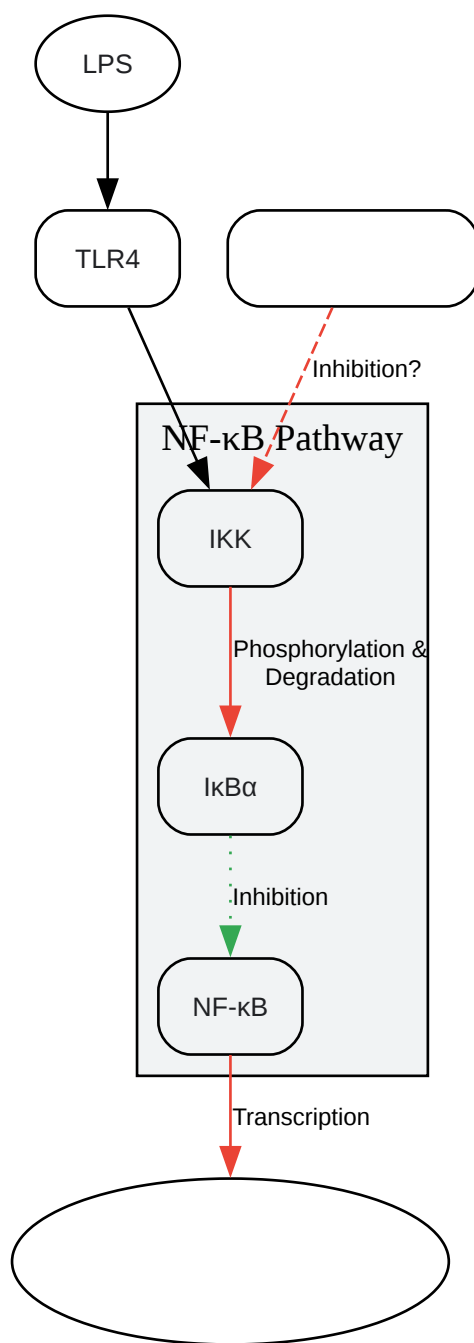 LPS
TLR4
Inhibition?
NF-κB Pathway
IKK
Phosphorylation &
Degradation
IκBα
Inhibition
NF-κB
Transcription